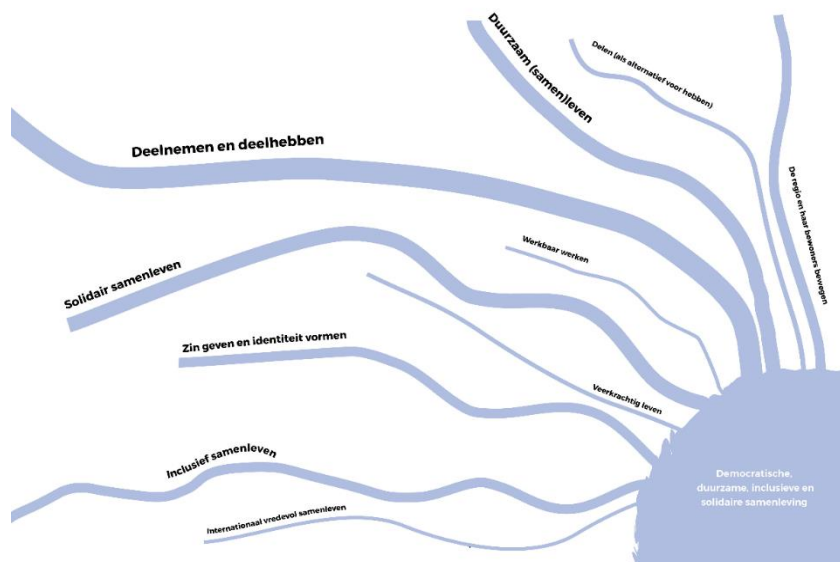 Duurzaam (samen)leven
Delen (als alternatief voor hebben)
Deelnemen en deelhebben
De regio en haar bewoners bewegen
Werkbaar werken
Solidair samenleven
Zin geven en identiteit vormen
Veerkrachtig leven
Inclusief samenleven
Internationaal vredevol samenleven
Democratische,
duurzame, inclusieve en
solidaire samenleving